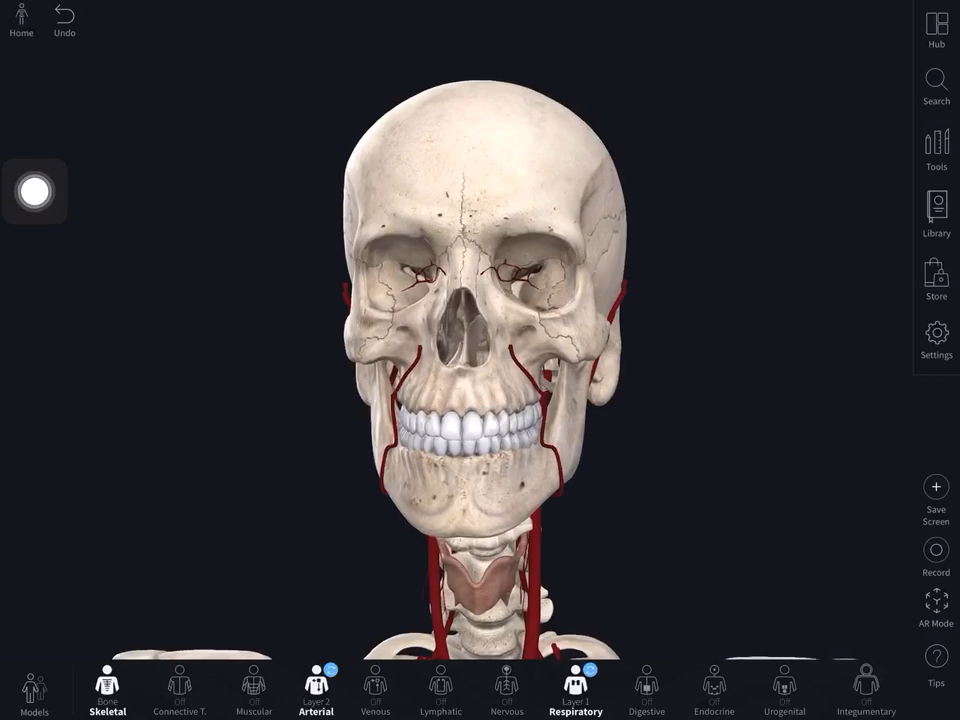 Home
Undo
Hub
Search
Tools
Library
Store
Settings
+
Save
Screen
Record
AR Mode
?
Tips
Models
Bone
Skeletal
Off
Connective T.
Off
Muscular
Layer 2
Arterial
Off
Venous
Off
Lymphatic
Off
Nervous
Layer 1
Respiratory
Off
Digestive
Off
Endocrine
Off
Urogenital
Off
Integumentary